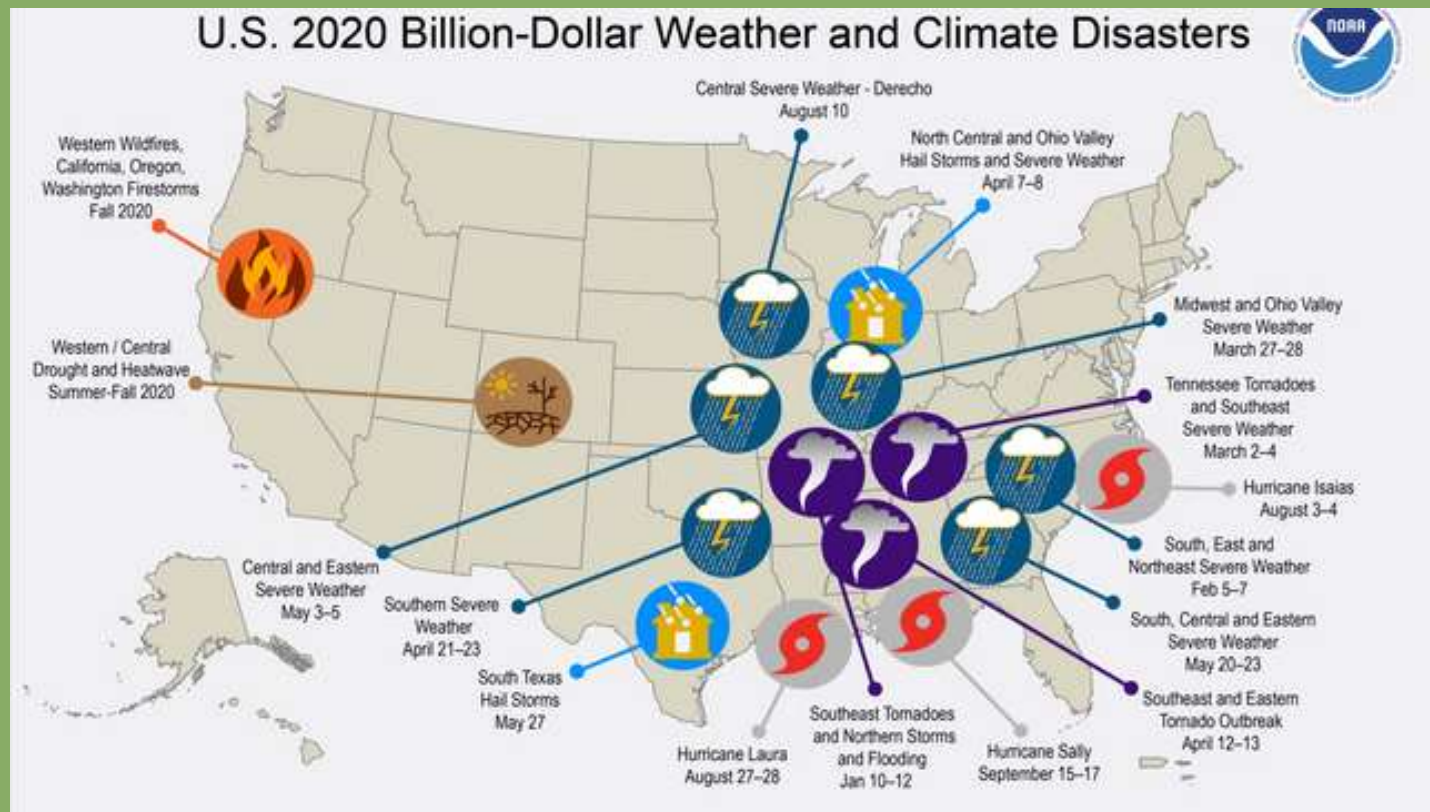 U.S. 2020 Billion-Dollar Weather and Climate Disasters
NOAA
Central Severe Weather - Derecho
August 10
North Central and Ohio Valley
Hail Storms and Severe Weather
April 7–8
Western Wildfires,
California, Oregon,
Washington Firestorms
Fall 2020
Midwest and Ohio Valley
Severe Weather
March 27–28
Western / Central
Drought and Heatwave
Summer-Fall 2020
Tennessee Tornadoes
and Southeast
Severe Weather
March 2–4
Hurricane Isaias
August 3–4
South, East and
Northeast Severe Weather
Feb 5–7
Central and Eastern
Severe Weather
May 3–5
Southern Severe
Weather
April 21–23
South, Central and Eastern
Severe Weather
May 20–23
South Texas
Hail Storms
May 27
Southeast and Eastern
Tornado Outbreak
April 12–13
Hurricane Laura
August 27–28
Southeast Tornadoes
and Northern Storms
and Flooding
Jan 10–12
Hurricane Sally
September 15–17